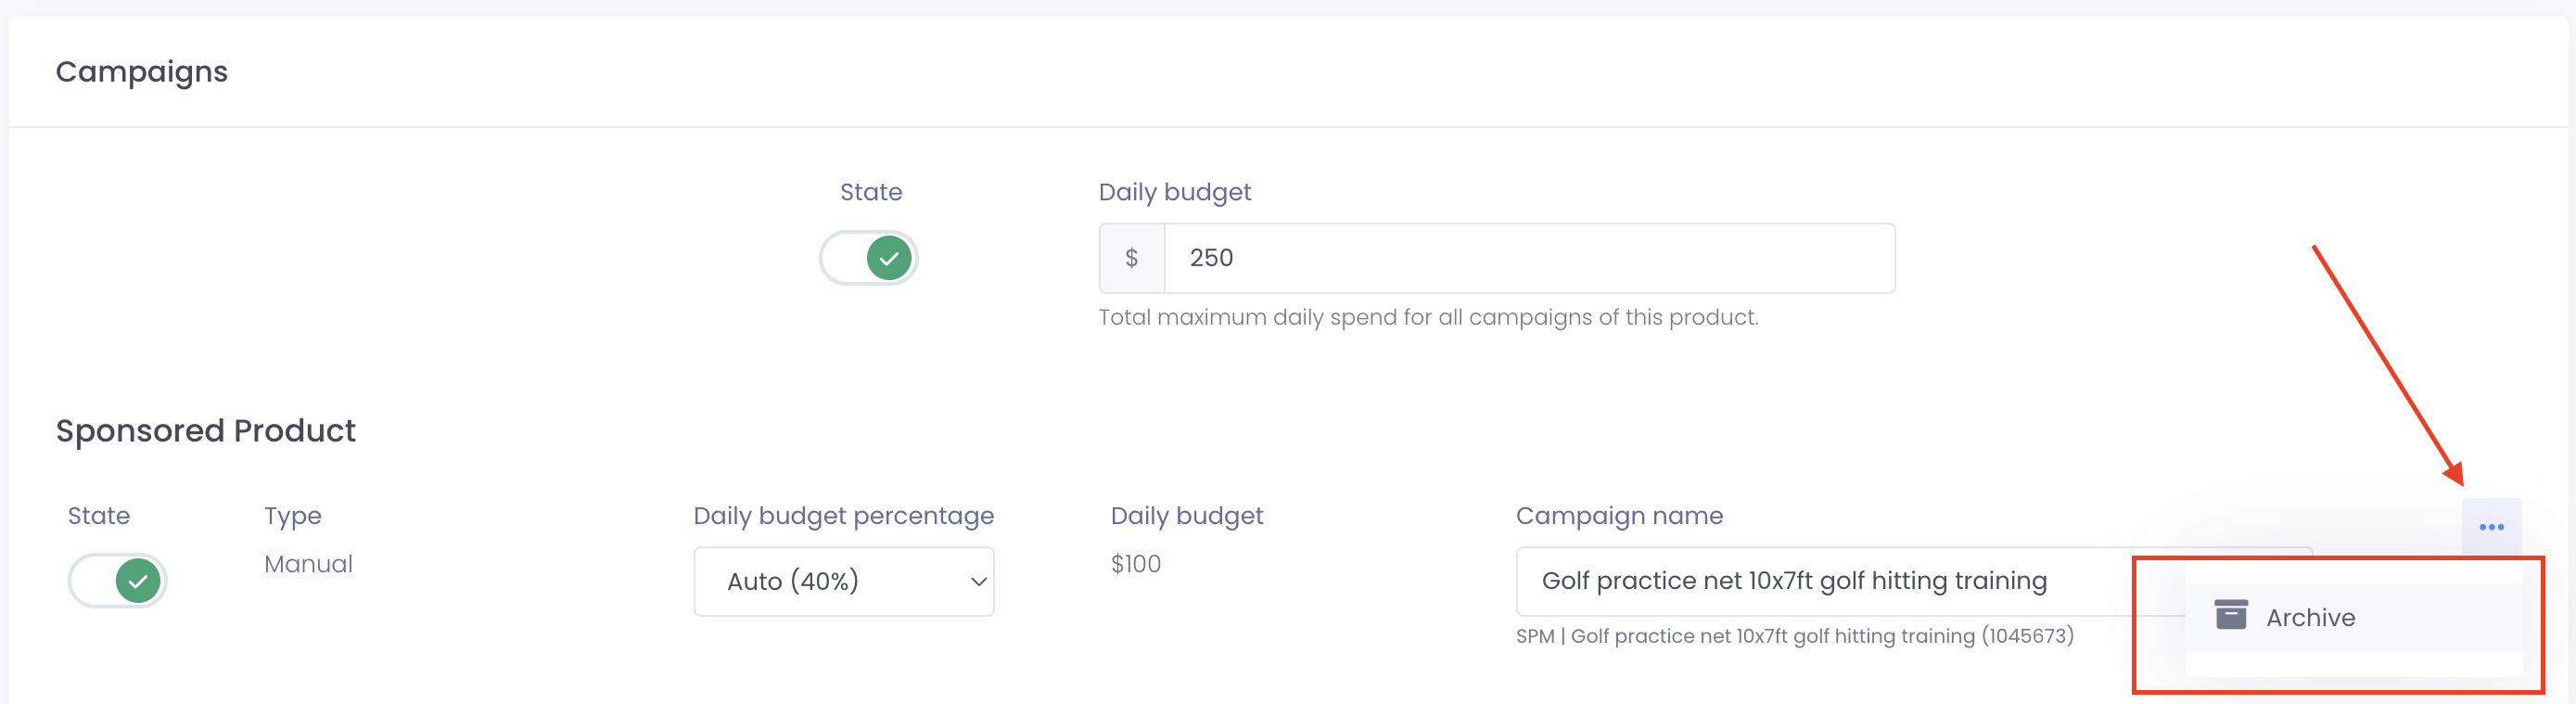 Campaigns
State
Daily budget
$ 250
Total maximum daily spend for all campaigns of this product.
Sponsored Product
State Type Daily budget percentage Daily budget Campaign name
Manual Auto (40%) $100 Golf practice net 10x7ft golf hitting training
SPM | Golf practice net 10x7ft golf hitting training (1045673)
Archive